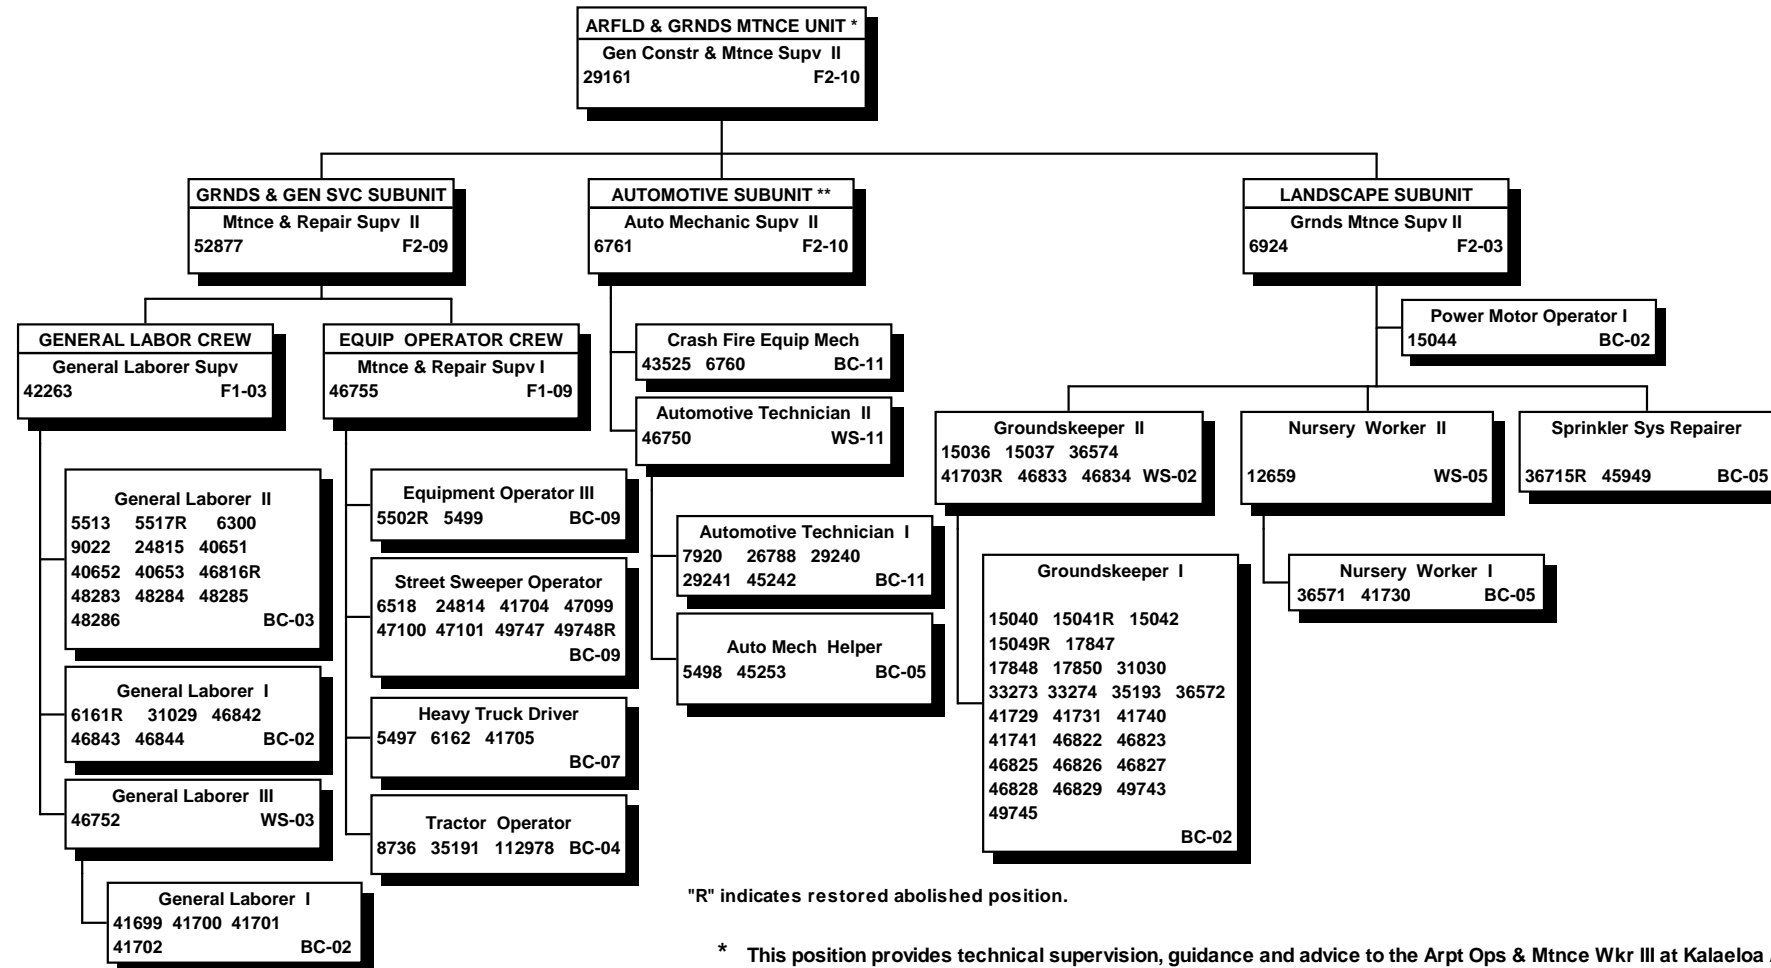 ARFLD & GRNDS MTNCE UNIT *
Gen Constr & Mtnce Supv II
29161 F2-10
GRNDS & GEN SVC SUBUNIT
Mtnce & Repair Supv II
52877 F2-09
AUTOMOTIVE SUBUNIT **
Auto Mechanic Supv II
6761 F2-10
LANDSCAPE SUBUNIT
Grnds Mtnce Supv II
6924 F2-03
GENERAL LABOR CREW
General Laborer Supv
42263 F1-03
General Laborer II
5513 5517R 6300
9022 24815 40651
40652 40653 46816R
48283 48284 48285
48286 BC-03
General Laborer I
6161R 31029 46842
46843 46844 BC-02
General Laborer III
46752 WS-03
General Laborer I
41699 41700 41701
41702 BC-02
EQUIP OPERATOR CREW
Mtnce & Repair Supv I
46755 F1-09
Equipment Operator III
5502R 5499 BC-09
Street Sweeper Operator
6518 24814 41704 47099
47100 47101 49747 49748R
BC-09
Heavy Truck Driver
5497 6162 41705
BC-07
Tractor Operator
8736 35191 112978 BC-04
Crash Fire Equip Mech
43525 6760 BC-11
Automotive Technician II
46750 WS-11
Automotive Technician I
7920 26788 29240
29241 45242 BC-11
Auto Mech Helper
5498 45253 BC-05
Power Motor Operator I
15044 BC-02
Groundskeeper II
15036 15037 36574
41703R 46833 46834 WS-02
Groundskeeper I
15040 15041R 15042
15049R 17847
17848 17850 31030
33273 33274 35193 36572
41729 41731 41740
41741 46822 46823
46825 46826 46827
46828 46829 49743
49745
BC-02
Nursery Worker II
12659 WS-05
Nursery Worker I
36571 41730 BC-05
Sprinkler Sys Repairer
36715R 45949 BC-05
"R" indicates restored abolished position.
* This position provides technical supervision, guidance and advice to the Arpt Ops & Mtnce Wkr III at Kalaeloa